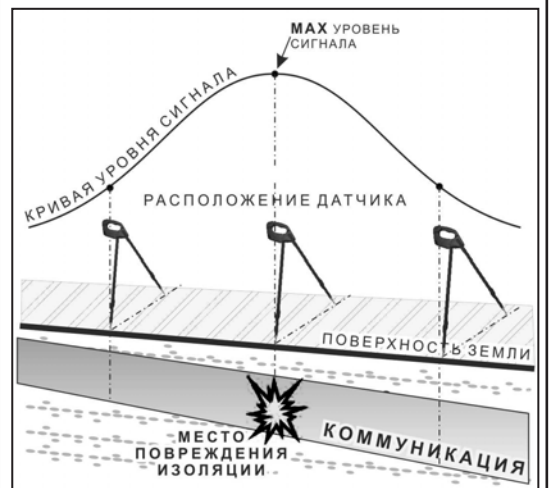 MAX УРОВЕНЬ
СИГНАЛА
КРИВАЯ УРОВНЯ СИГНАЛА
РАСПОЛОЖЕНИЕ ДАТЧИКА
ПОВЕРХНОСТЬ ЗЕМЛИ
МЕСТО
ПОВРЕЖДЕНИЯ
ИЗОЛЯЦИИ
КОММУНИКАЦИЯ